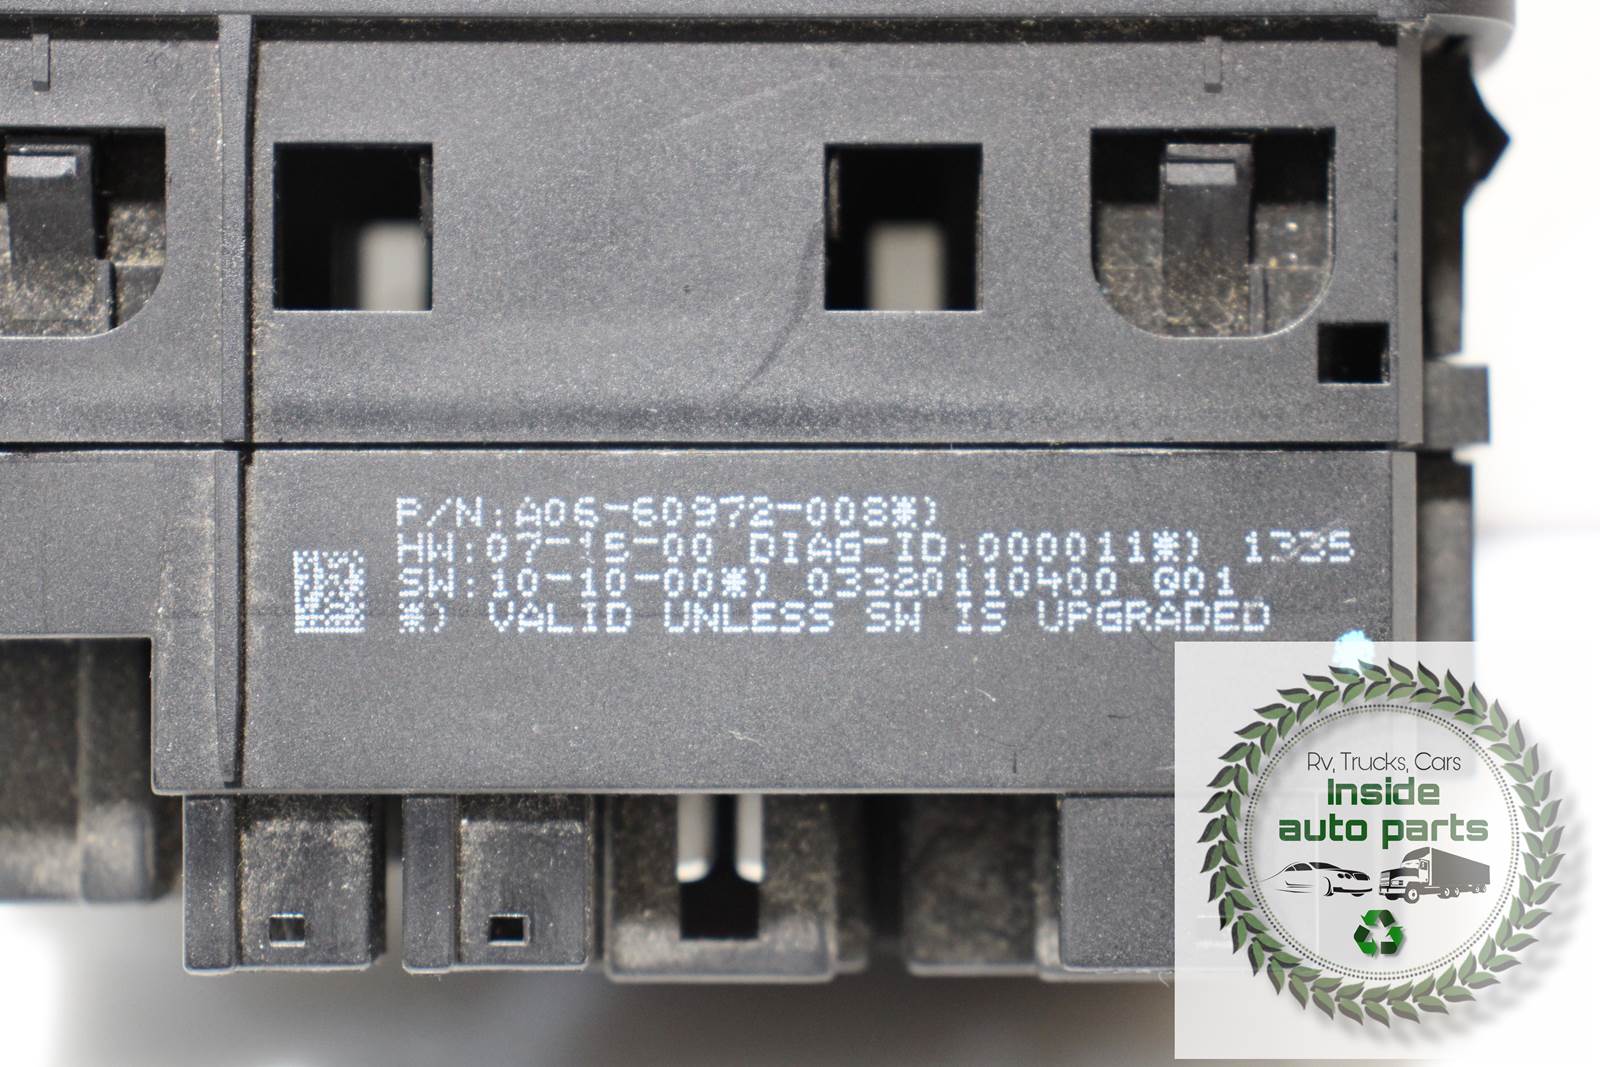 P/N:A06-60972-008*)
HW:07-15-00 DIAG-ID:000011*) 1335
SW:10-10-00*) 03320110400 Q01
*) VALID UNLESS SW IS UPGRADED
Rv, Trucks, Cars
Inside
auto parts